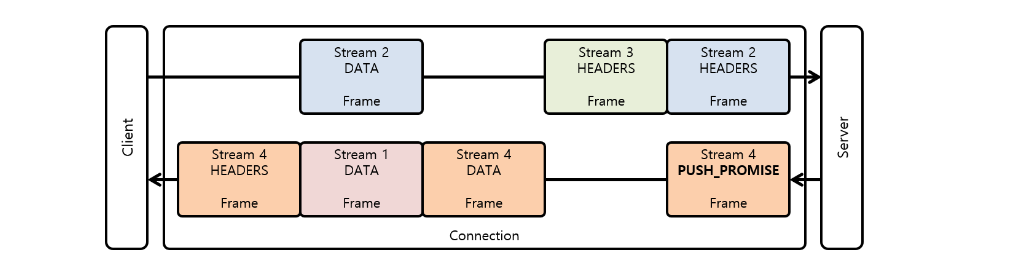 Client
Stream 2
DATA
Frame
Stream 3
HEADERS
Frame
Stream 2
HEADERS
Frame
Stream 4
HEADERS
Frame
Stream 1
DATA
Frame
Stream 4
DATA
Frame
Stream 4
PUSH_PROMISE
Frame
Connection
Server